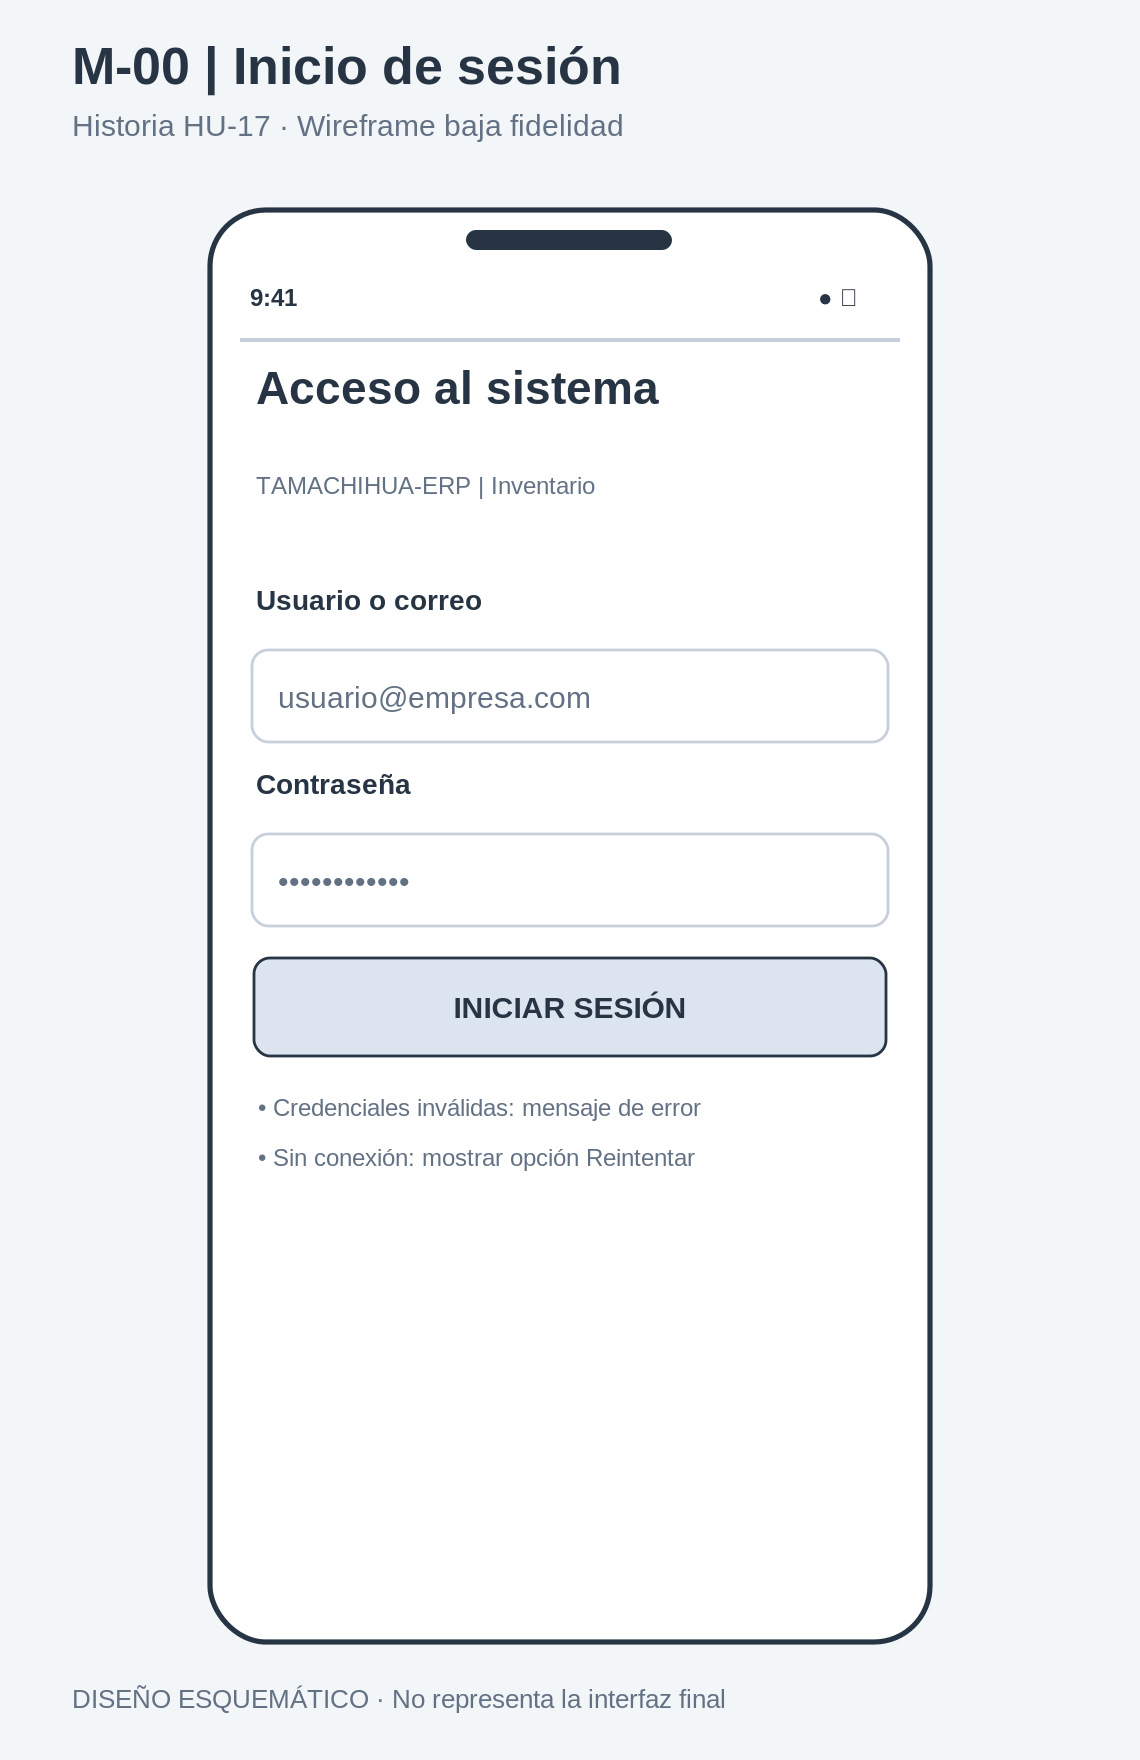 M-00 | Inicio de sesión
Historia HU-17 · Wireframe baja fidelidad
9:41
Acceso al sistema
TAMACHIHUA-ERP | Inventario
Usuario o correo
usuario@empresa.com
Contraseña
••••••••••••
INICIAR SESIÓN
• Credenciales inválidas: mensaje de error
• Sin conexión: mostrar opción Reintentar
DISEÑO ESQUEMÁTICO · No representa la interfaz final